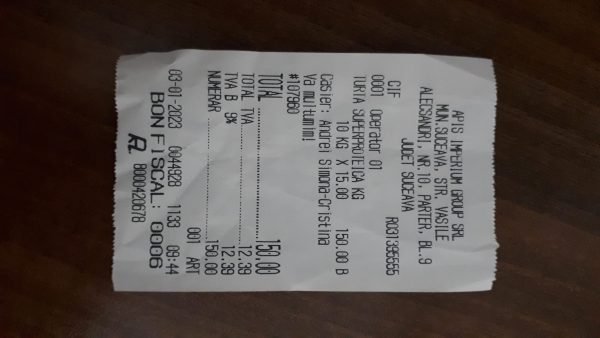 APIS IMPERIUM GROUP SRL
MUN.SUCEAVA, STR. VASILE
ALECSANDRI, NR.10, PARTER, BL.9
JUDET SUCEAVA
CIF RO31395555
0001 Operator 01
TURTA SUPERPROTEICA KG
10 KG X 15.00 150.00 B
Casier: Andrei Simona-Cristina
Va multumim!
#107960
TOTAL ............ 150.00
TOTAL TVA ............ 12.39
TVA B 9% ............ 12.39
NUMERAR ............ 150.00
001 ART
03-01-2023 0044928 1133 09:44
BON FISCAL: 0006
8000420678